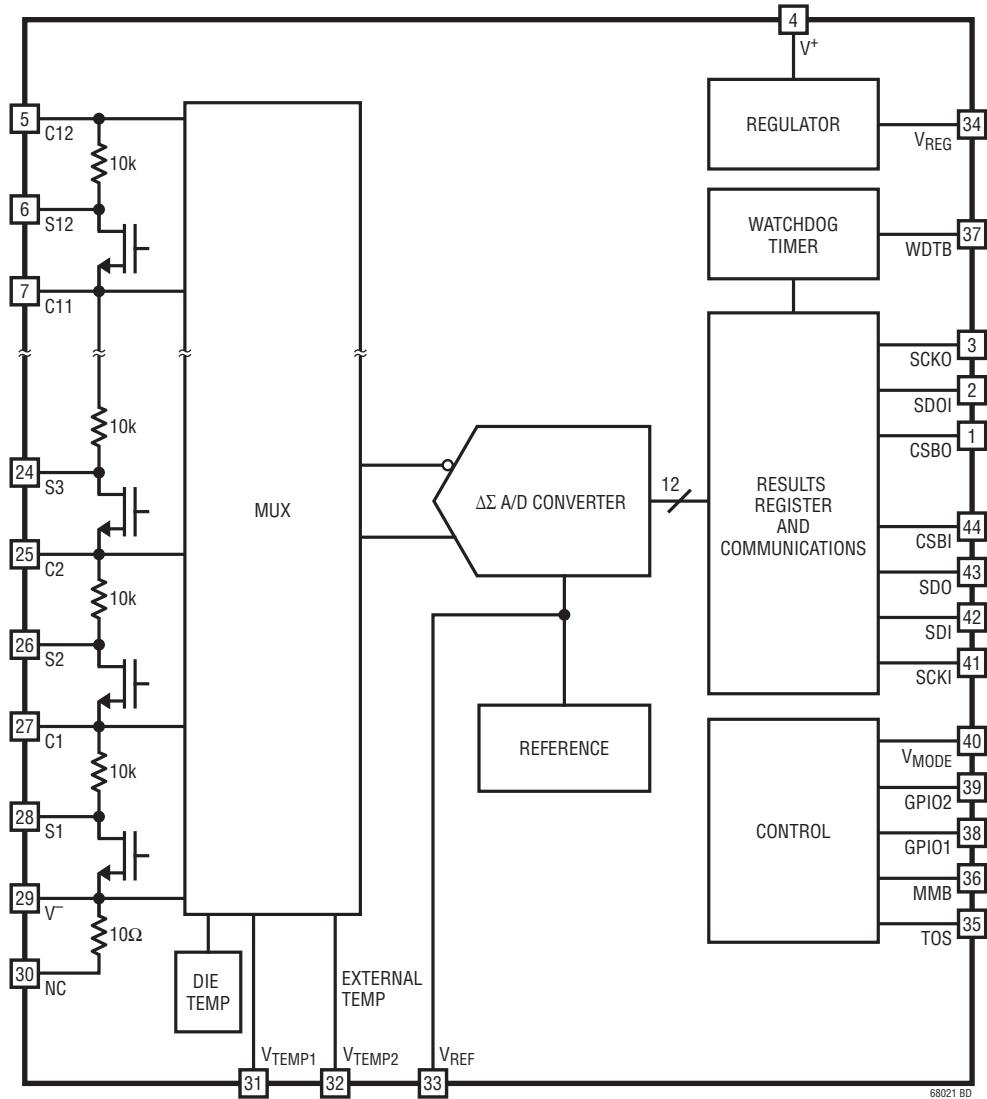 4
V+
5
C12
10k
6
S12
7
C11
10k
24
S3
25
C2
10k
26
S2
27
C1
10k
28
S1
29
V−
10Ω
30
NC
MUX
DIE
TEMP
EXTERNAL
TEMP
31
VTEMP1
32
VTEMP2
33
VREF
ΔΣ A/D CONVERTER
12
REFERENCE
REGULATOR
34
VREG
WATCHDOG
TIMER
37
WDTB
RESULTS
REGISTER
AND
COMMUNICATIONS
3
SCKO
2
SDOI
1
CSBO
44
CSBI
43
SDO
42
SDI
41
SCKI
CONTROL
40
VMODE
39
GPIO2
38
GPIO1
36
MMB
35
TOS
68021 BD